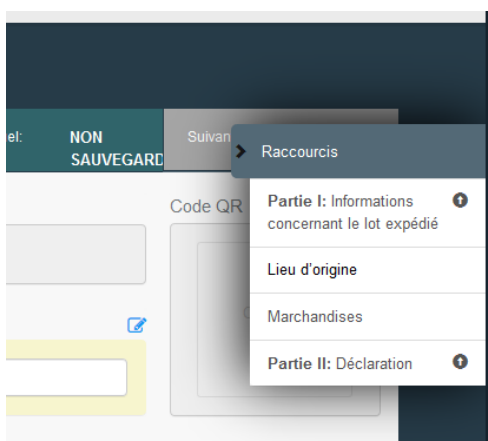 el:
NON
SAUVEGARD
Suivan
Raccourcis
Code QR
Partie I: Informations
concernant le lot expédié
Lieu d'origine
Marchandises
Partie II: Déclaration